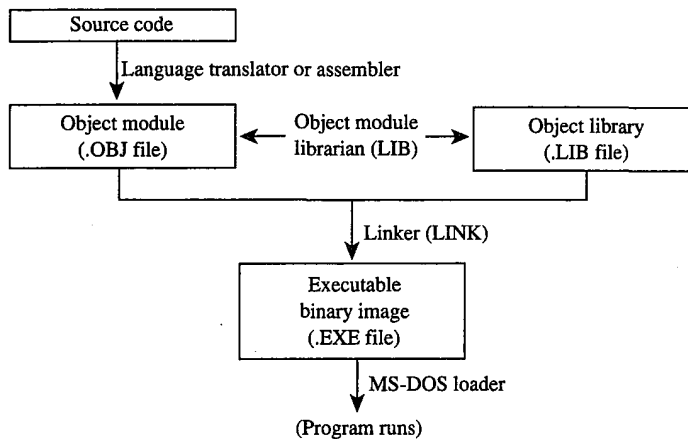 Source code
Language translator or assembler
Object module
(.OBJ file)
Object module
librarian (LIB)
Object library
(.LIB file)
Linker (LINK)
Executable
binary image
(.EXE file)
MS-DOS loader
(Program runs)